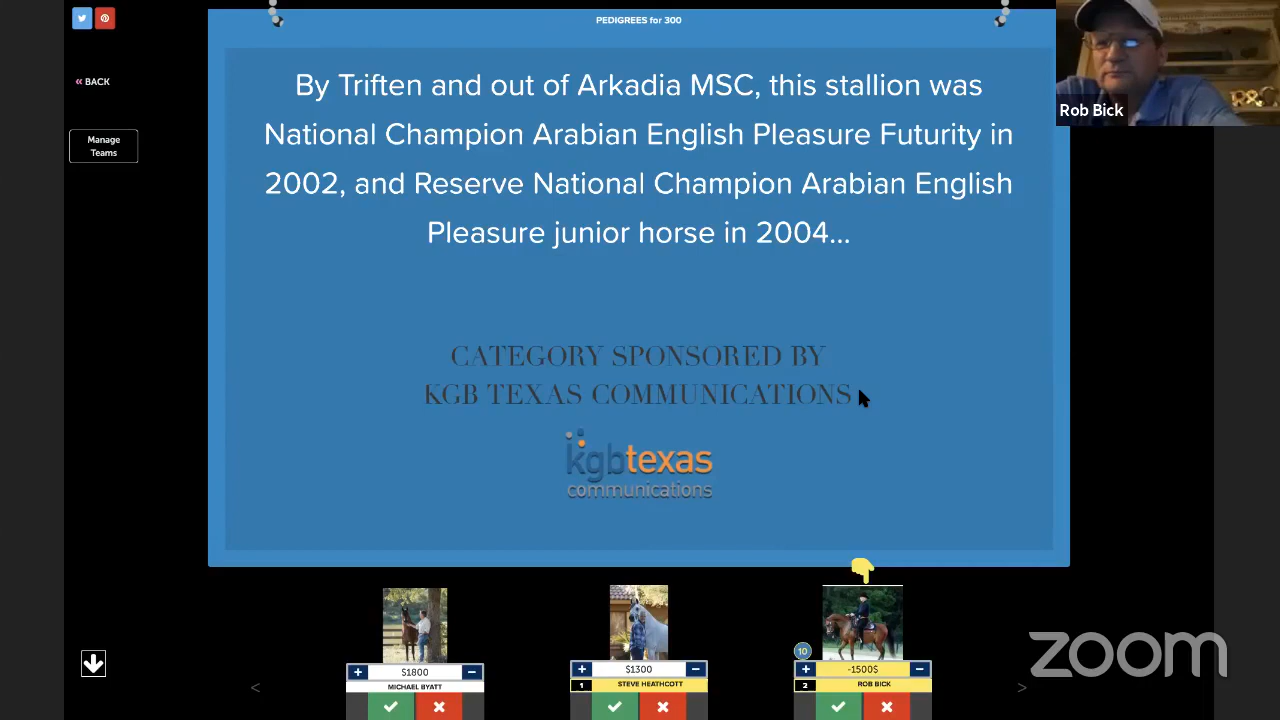 PEDIGREES for 300
« BACK
Manage
Teams
By Triften and out of Arkadia MSC, this stallion was
National Champion Arabian English Pleasure Futurity in
2002, and Reserve National Champion Arabian English
Pleasure junior horse in 2004...
Rob Bick
CATEGORY SPONSORED BY
KGB TEXAS COMMUNICATIONS
kgbtexas
communications
10
+ $1800 −
MICHAEL BYATT
+ $1300 −
1 STEVE HEATHCOTT
+ -1500$ −
2 ROB BICK
< >
zoom